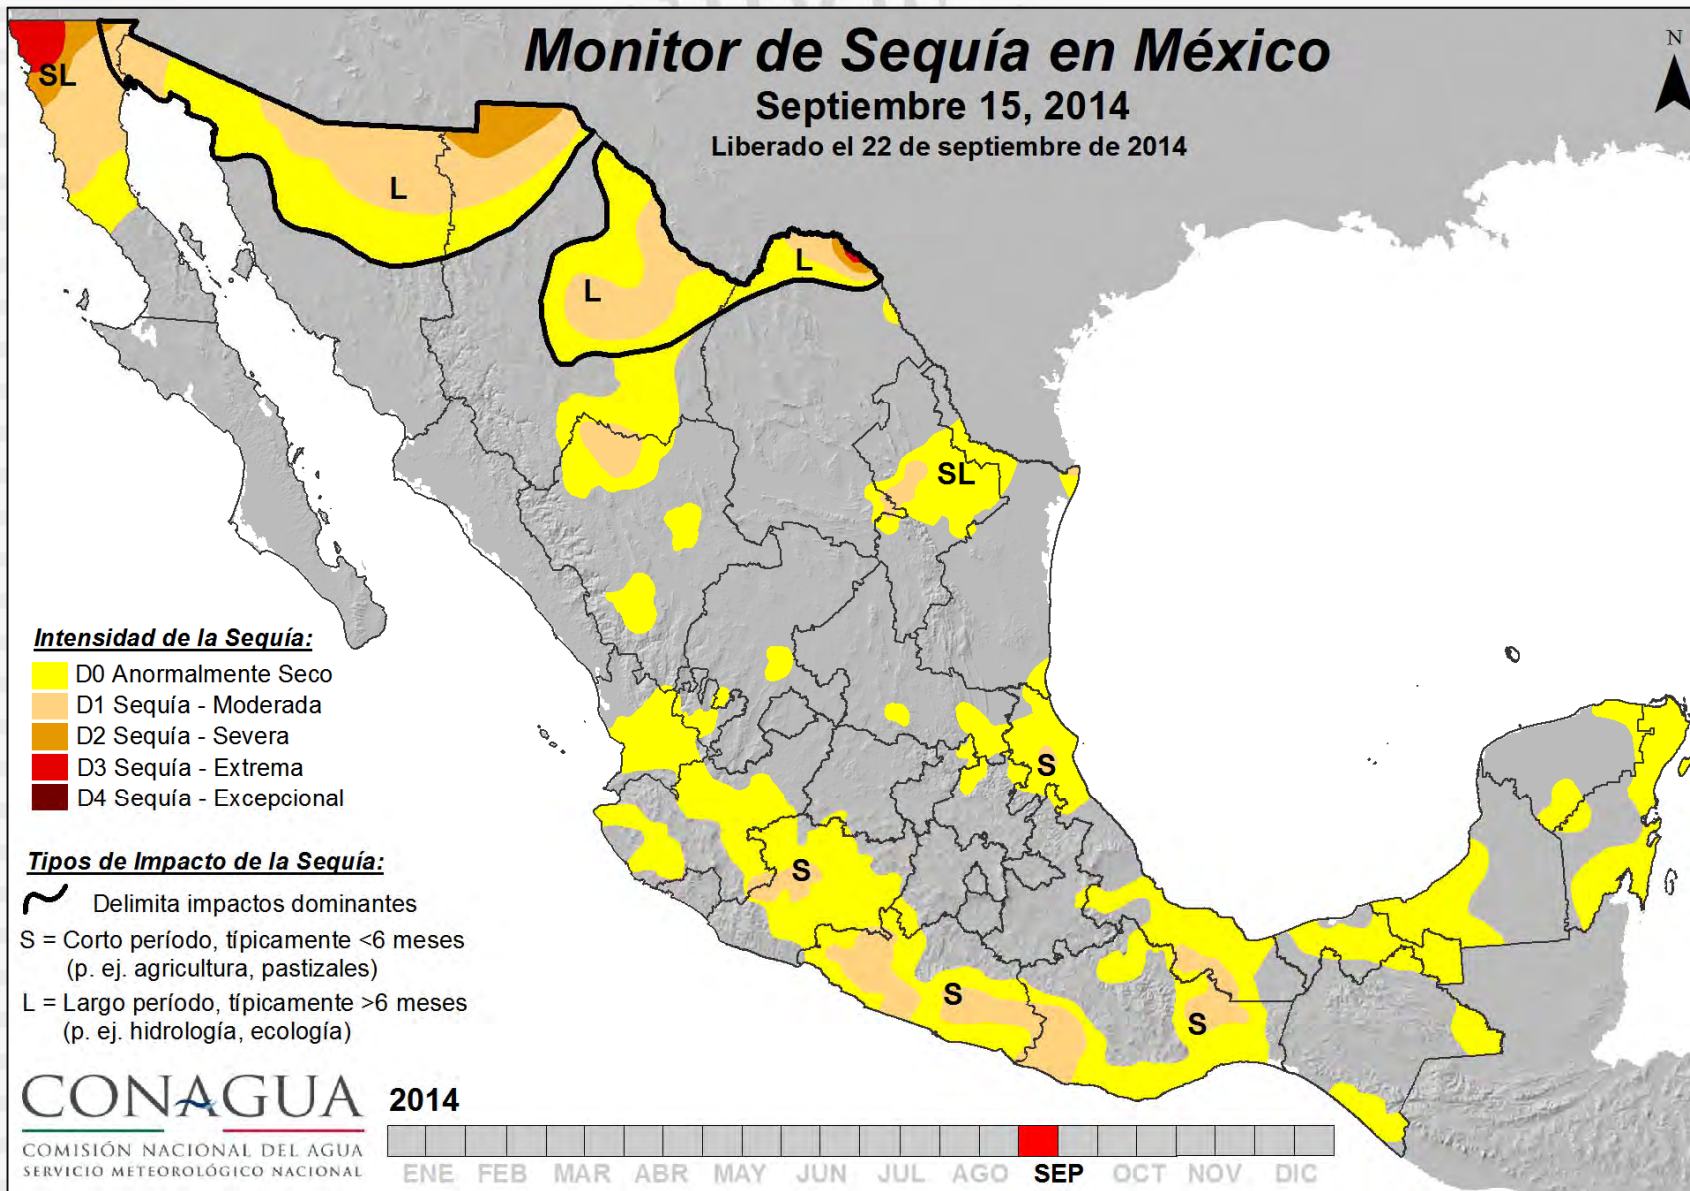 Monitor de Sequía en México
Septiembre 15, 2014
Liberado el 22 de septiembre de 2014
N
SL
L
L
L
SL
S
S
S
S
Intensidad de la Sequía:
D0 Anormalmente Seco
D1 Sequía - Moderada
D2 Sequía - Severa
D3 Sequía - Extrema
D4 Sequía - Excepcional
Tipos de Impacto de la Sequía:
Delimita impactos dominantes
S = Corto período, típicamente <6 meses
(p. ej. agricultura, pastizales)
L = Largo período, típicamente >6 meses
(p. ej. hidrología, ecología)
CONAGUA
COMISIÓN NACIONAL DEL AGUA
SERVICIO METEOROLÓGICO NACIONAL
2014
ENE FEB MAR ABR MAY JUN JUL AGO SEP OCT NOV DIC